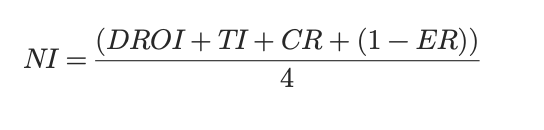 NI = (DROI + TI + CR + (1 − ER)) / 4